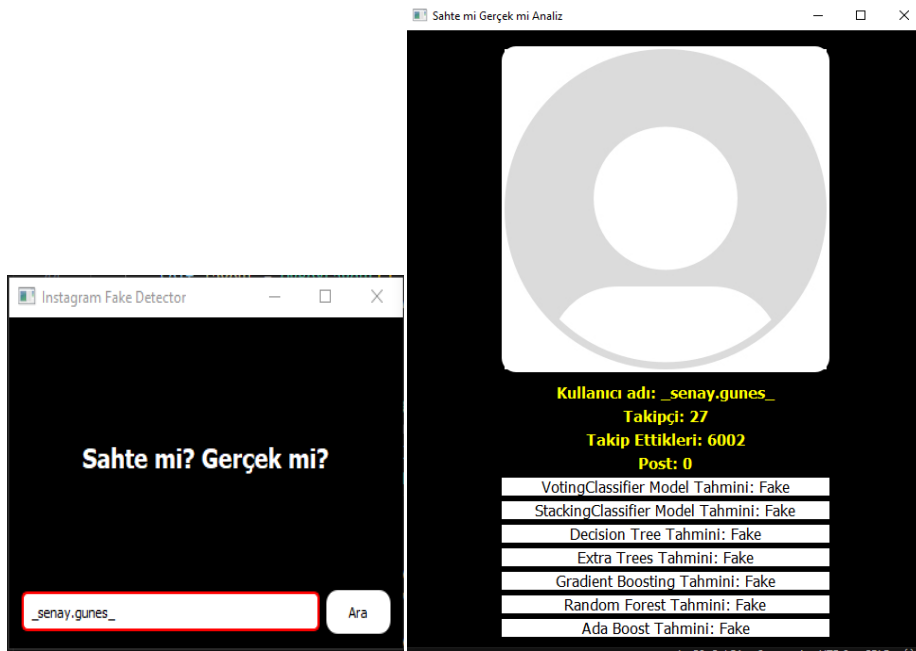 Instagram Fake Detector
Sahte mi? Gerçek mi?
_senay.gunes_
Ara
Sahte mi Gerçek mi Analiz
Kullanıcı adı: _senay.gunes_
Takipçi: 27
Takip Ettikleri: 6002
Post: 0
VotingClassifier Model Tahmini: Fake
StackingClassifier Model Tahmini: Fake
Decision Tree Tahmini: Fake
Extra Trees Tahmini: Fake
Gradient Boosting Tahmini: Fake
Random Forest Tahmini: Fake
Ada Boost Tahmini: Fake